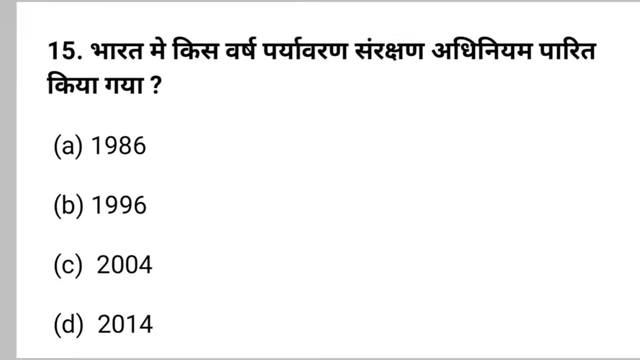 15. भारत मे किस वर्ष पर्यावरण संरक्षण अधिनियम पारित
किया गया ?
(a) 1986
(b) 1996
(c) 2004
(d) 2014